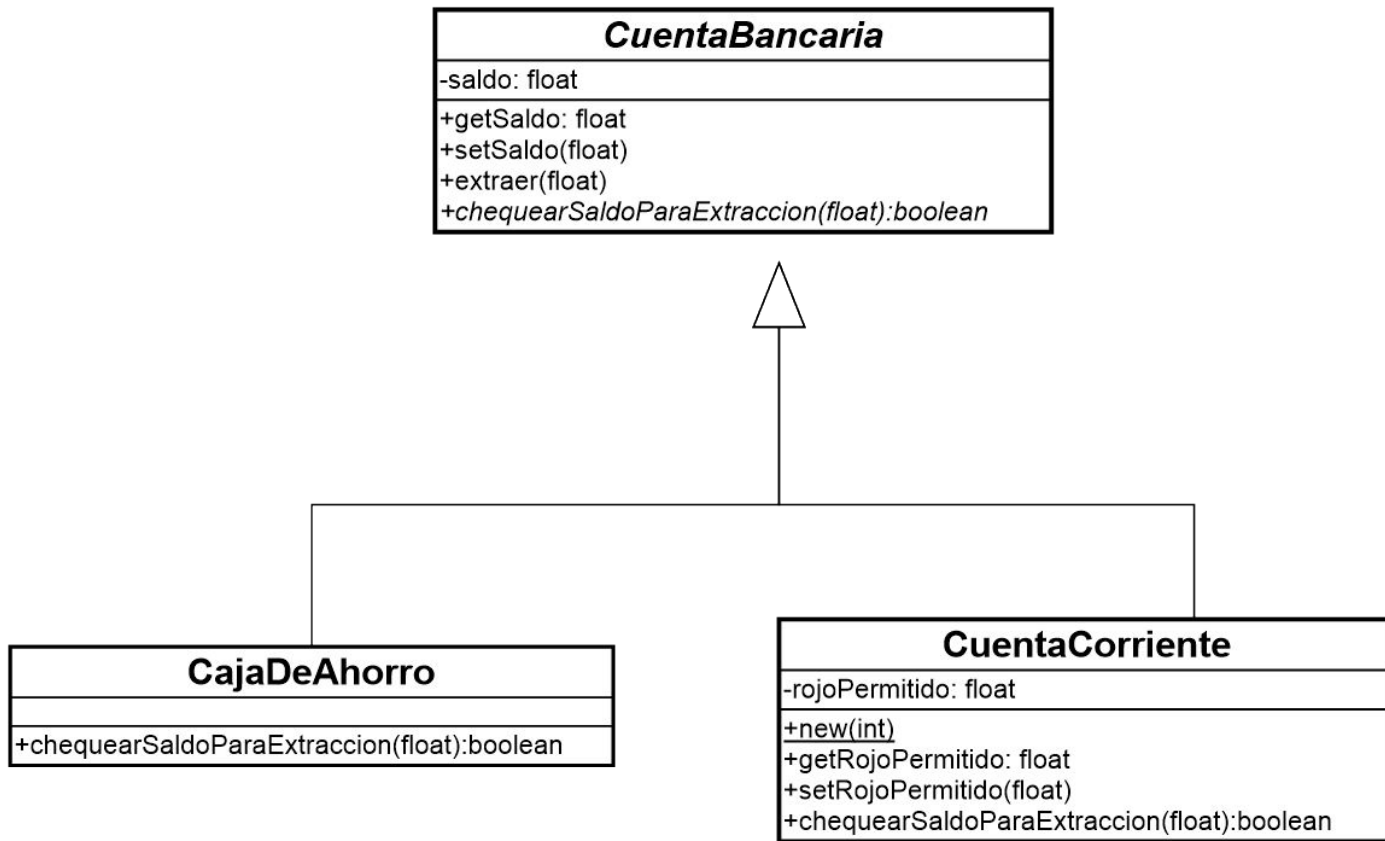 CuentaBancaria
-saldo: float
+getSaldo: float
+setSaldo(float)
+extraer(float)
+chequearSaldoParaExtraccion(float):boolean
CajaDeAhorro
+chequearSaldoParaExtraccion(float):boolean
CuentaCorriente
-rojoPermitido: float
+new(int)
+getRojoPermitido: float
+setRojoPermitido(float)
+chequearSaldoParaExtraccion(float):boolean